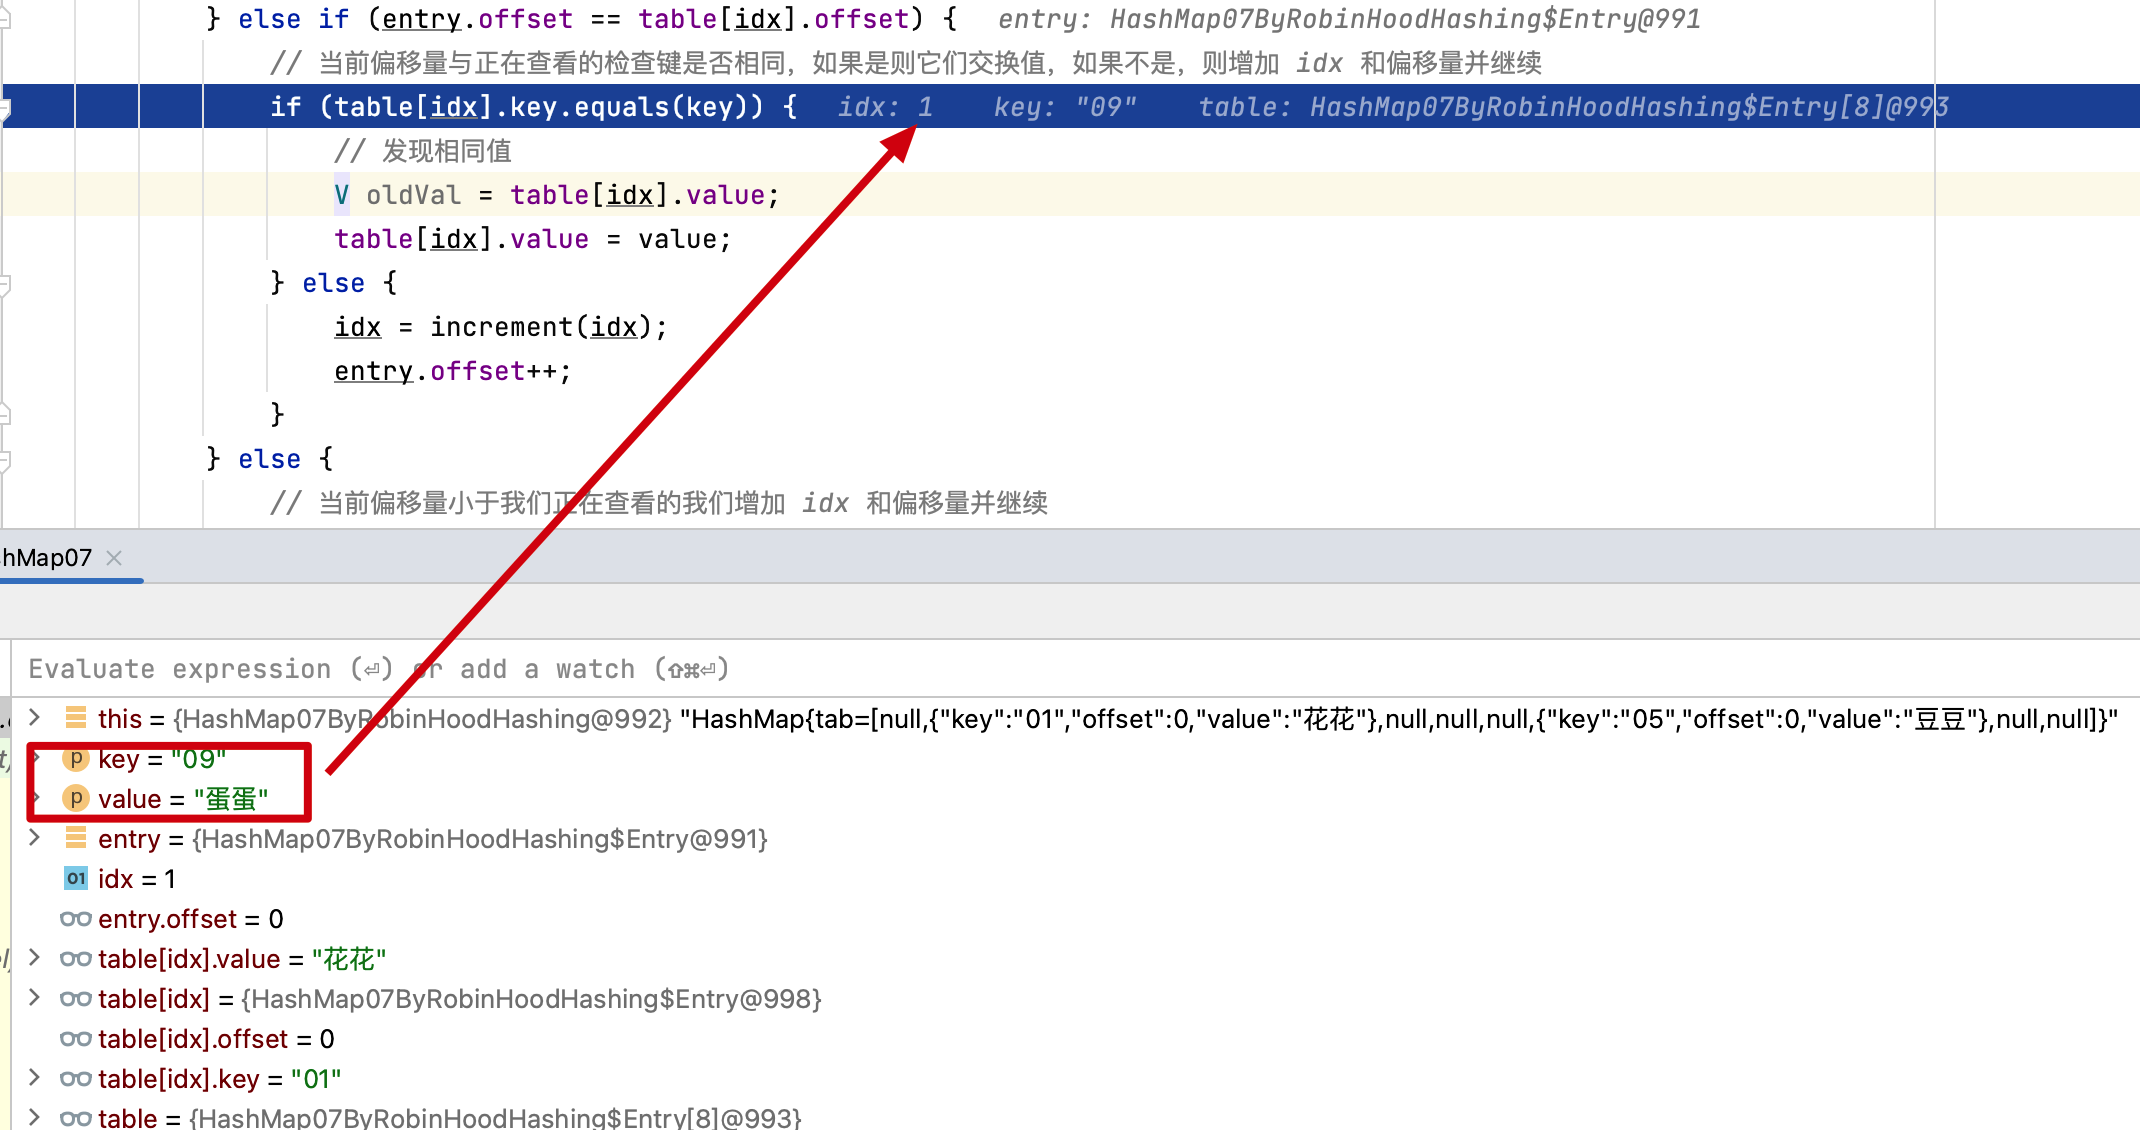 } else if (entry.offset == table[idx].offset) {   entry: HashMap07ByRobinHoodHashing$Entry@991
// 当前偏移量与正在查看的检查键是否相同，如果是则它们交换值，如果不是，则增加 idx 和偏移量并继续
if (table[idx].key.equals(key)) {   idx: 1    key: "09"    table: HashMap07ByRobinHoodHashing$Entry[8]@993
// 发现相同值
V oldVal = table[idx].value;
table[idx].value = value;
} else {
idx = increment(idx);
entry.offset++;
}
} else {
// 当前偏移量小于我们正在查看的我们增加 idx 和偏移量并继续
hMap07
Evaluate expression (⏎) or add a watch (⇧⌘⏎)
this = {HashMap07ByRobinHoodHashing@992} "HashMap{tab=[null,{"key":"01","offset":0,"value":"花花"},null,null,null,{"key":"05","offset":0,"value":"豆豆"},null,null]}"
p key = "09"
p value = "蛋蛋"
entry = {HashMap07ByRobinHoodHashing$Entry@991}
01 idx = 1
entry.offset = 0
table[idx].value = "花花"
table[idx] = {HashMap07ByRobinHoodHashing$Entry@998}
table[idx].offset = 0
table[idx].key = "01"
table = {HashMap07ByRobinHoodHashing$Entry[8]@993}